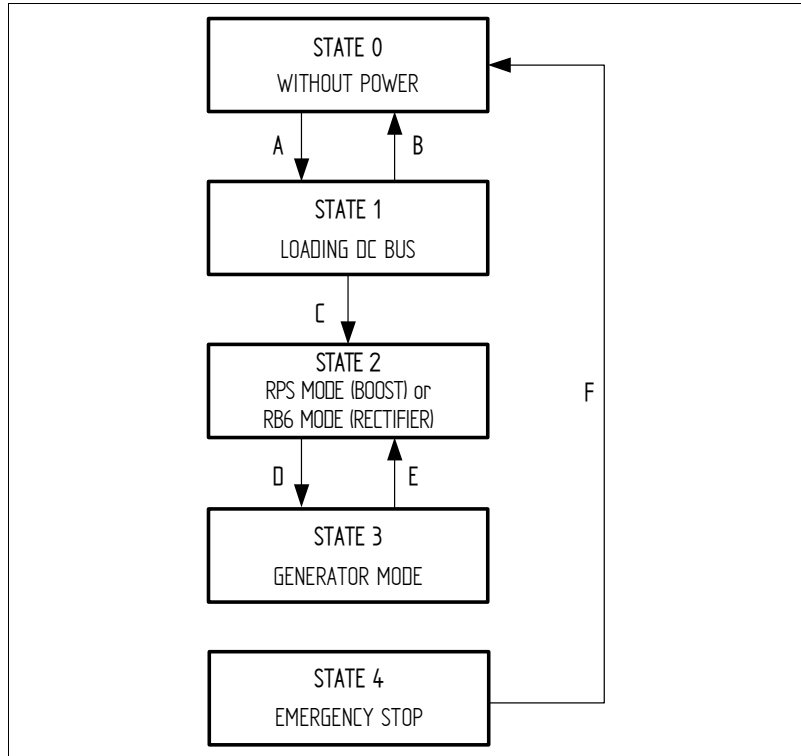 STATE 0
WITHOUT POWER
A
B
STATE 1
LOADING DC BUS
C
STATE 2
RPS MODE (BOOST) or
RB6 MODE (RECTIFIER)
F
D
E
STATE 3
GENERATOR MODE
STATE 4
EMERGENCY STOP